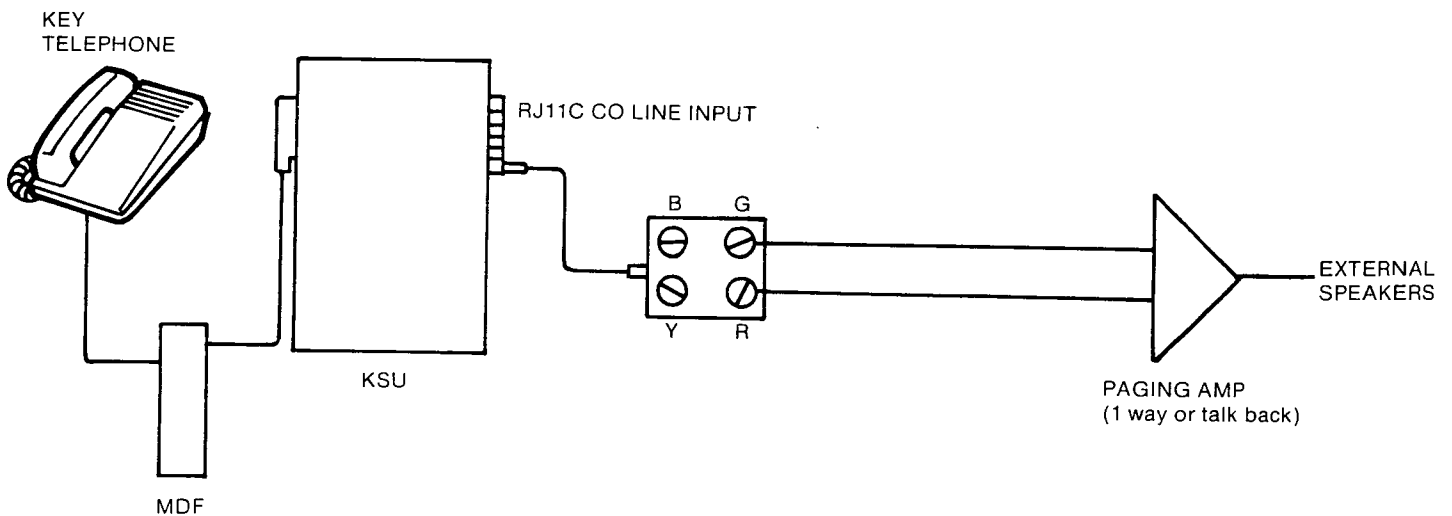 KEY
TELEPHONE
RJ11C CO LINE INPUT
B G
Y R
EXTERNAL
SPEAKERS
KSU
PAGING AMP
(1 way or talk back)
MDF